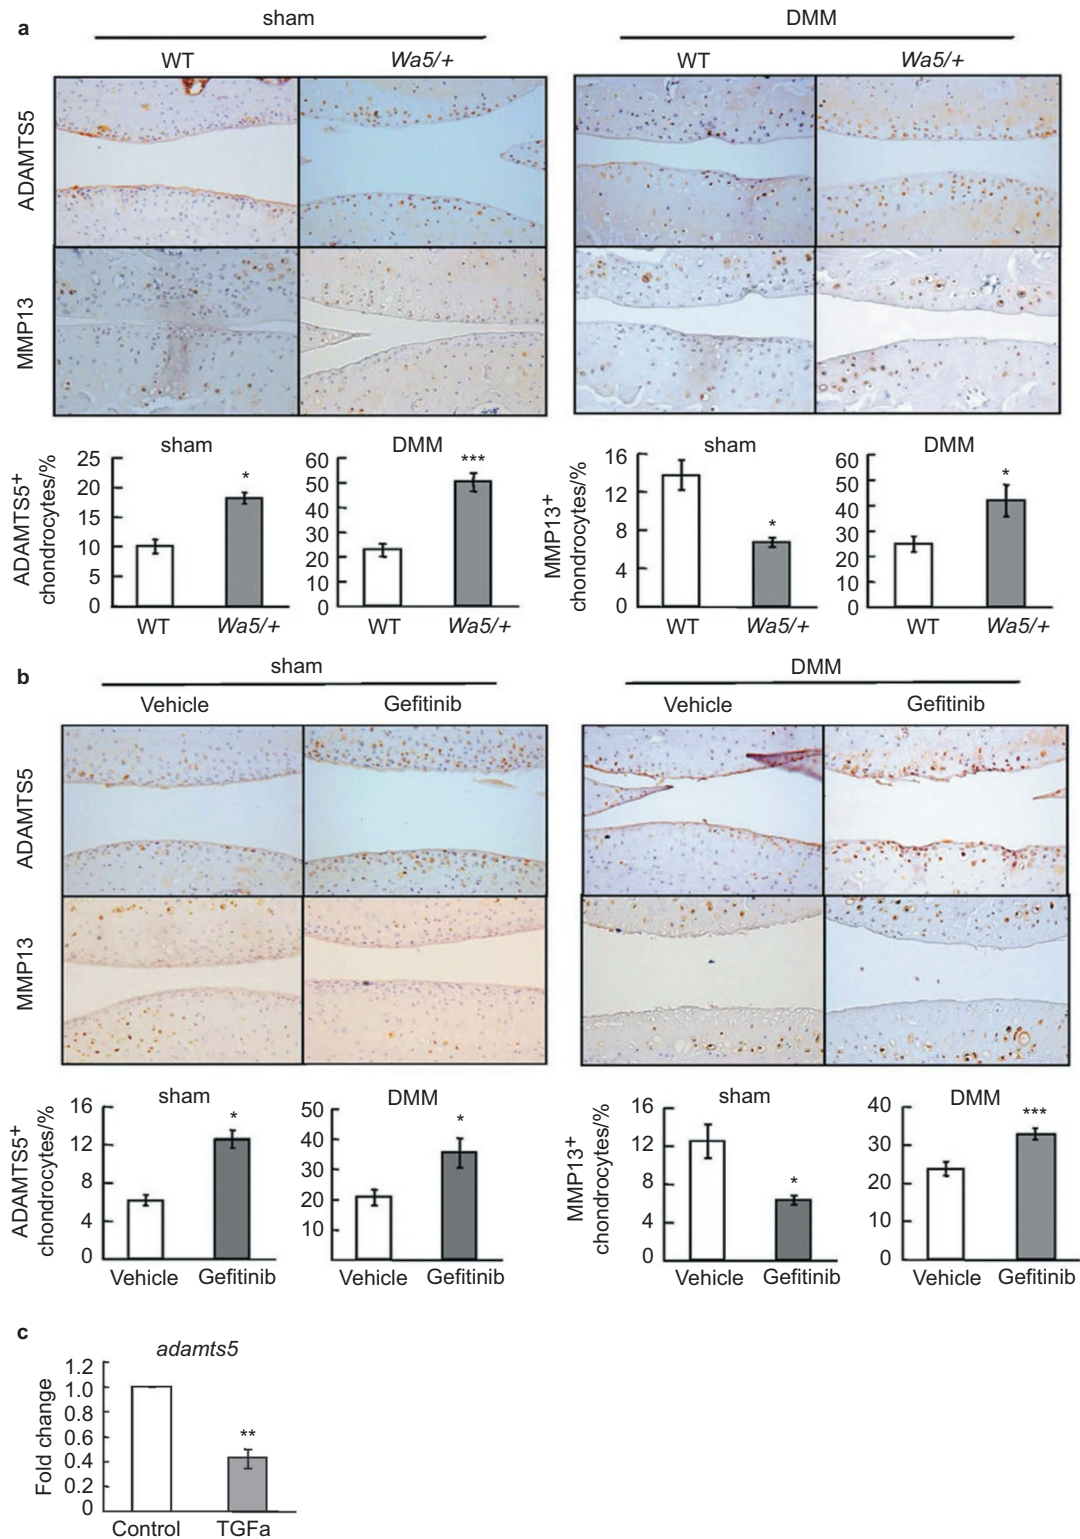 a
sham
DMM
WT
Wa5/+
WT
Wa5/+
ADAMTS5
MMP13
ADAMTS5+
chondrocytes/%
sham
25
20
15
10
5
0
*
WT
Wa5/+
DMM
60
50
40
30
20
10
0
***
WT
Wa5/+
MMP13+
chondrocytes/%
sham
16
12
8
4
0
*
WT
Wa5/+
DMM
60
50
40
30
20
10
0
*
WT
Wa5/+
b
sham
DMM
Vehicle
Gefitinib
Vehicle
Gefitinib
ADAMTS5
MMP13
ADAMTS5+
chondrocytes/%
sham
16
12
8
4
0
*
Vehicle
Gefitinib
DMM
50
40
30
20
10
*
Vehicle
Gefitinib
MMP13+
chondrocytes/%
sham
16
12
8
4
0
*
Vehicle
Gefitinib
DMM
40
30
20
10
0
***
Vehicle
Gefitinib
c
adamts5
Fold change
1.2
1.0
0.8
0.6
0.4
0.2
0
**
Control
TGFa